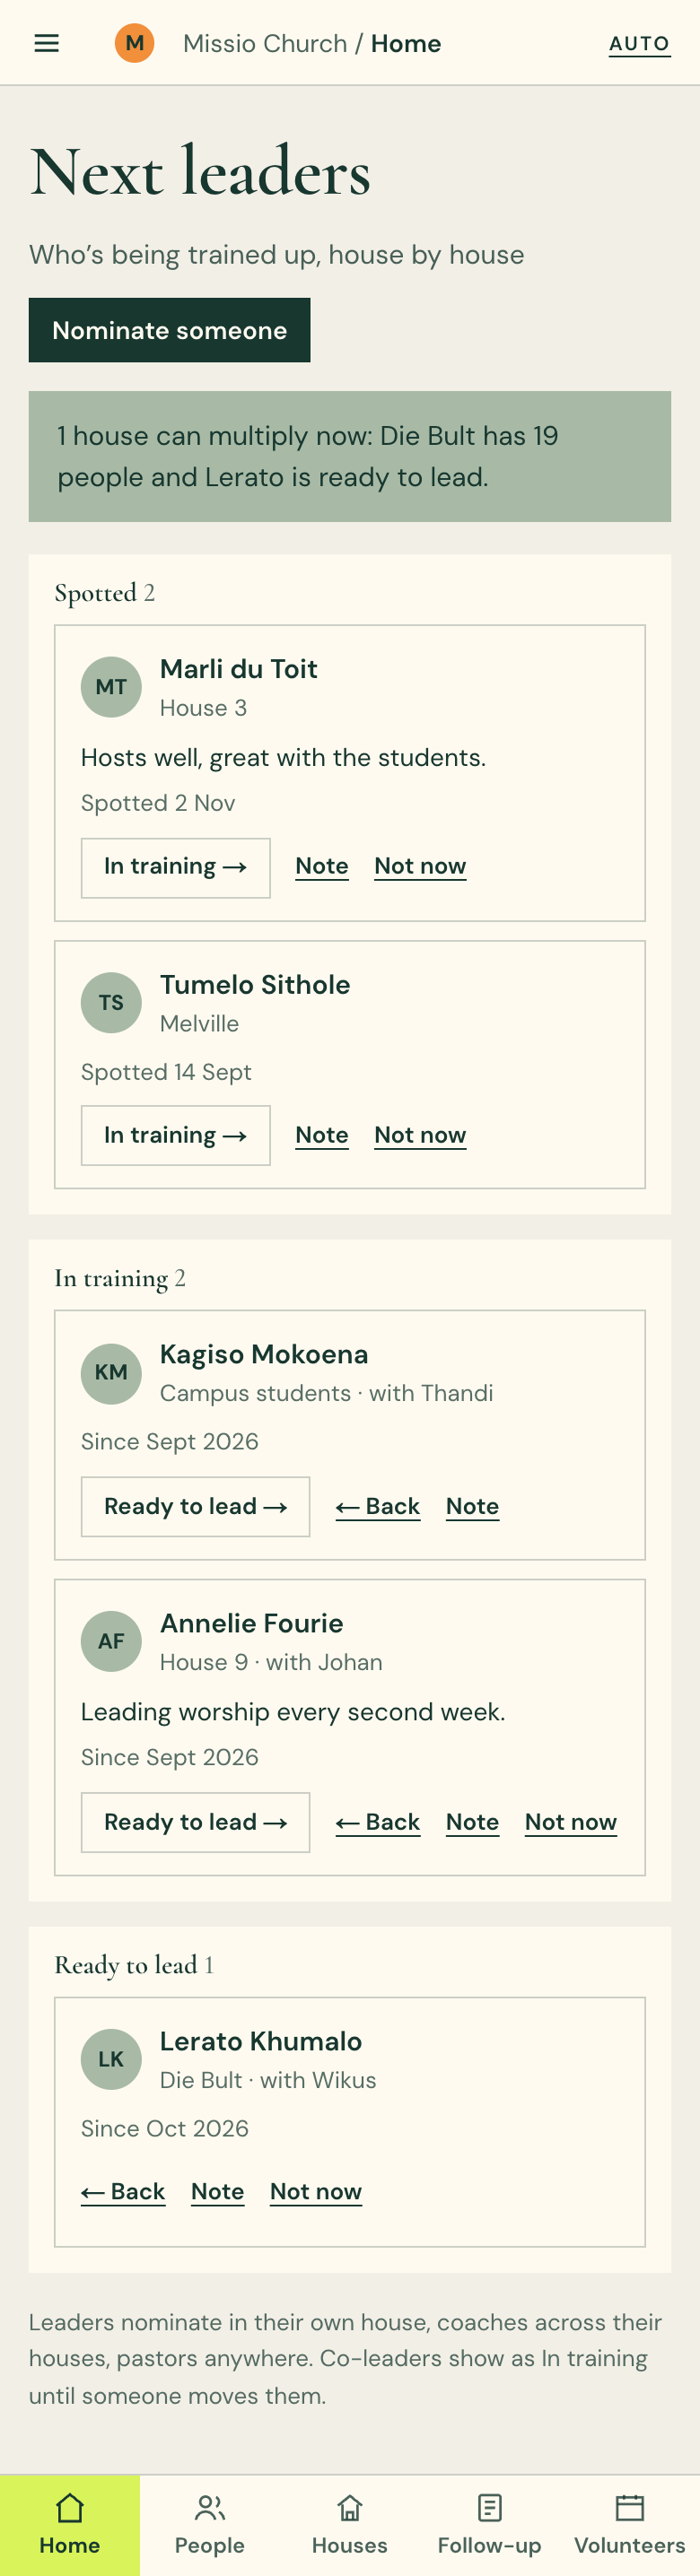 M Missio Church / Home AUTO
Next leaders
Who’s being trained up, house by house
Nominate someone
1 house can multiply now: Die Bult has 19
people and Lerato is ready to lead.
Spotted 2
MT Marli du Toit
House 3
Hosts well, great with the students.
Spotted 2 Nov
In training → Note Not now
TS Tumelo Sithole
Melville
Spotted 14 Sept
In training → Note Not now
In training 2
KM Kagiso Mokoena
Campus students · with Thandi
Since Sept 2026
Ready to lead → ← Back Note
AF Annelie Fourie
House 9 · with Johan
Leading worship every second week.
Since Sept 2026
Ready to lead → ← Back Note Not now
Ready to lead 1
LK Lerato Khumalo
Die Bult · with Wikus
Since Oct 2026
← Back Note Not now
Leaders nominate in their own house, coaches across their
houses, pastors anywhere. Co-leaders show as In training
until someone moves them.
Home People Houses Follow-up Volunteers